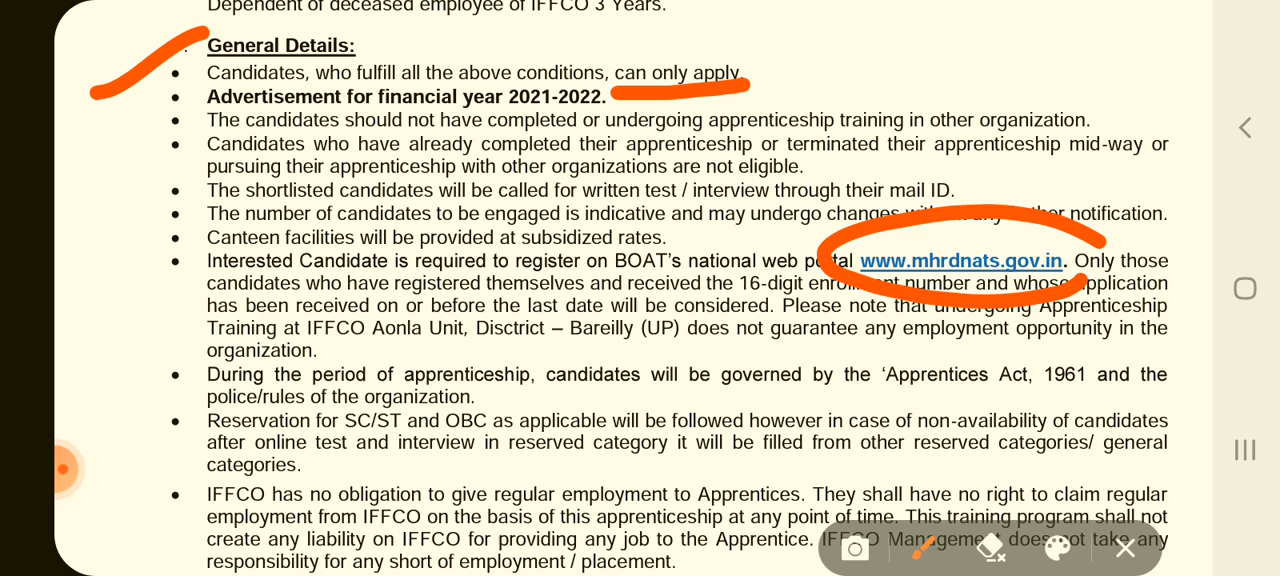 Dependent of deceased employee of IFFCO 3 Years.
General Details:
• Candidates, who fulfill all the above conditions, can only apply.
• Advertisement for financial year 2021-2022.
• The candidates should not have completed or undergoing apprenticeship training in other organization.
• Candidates who have already completed their apprenticeship or terminated their apprenticeship mid-way or
pursuing their apprenticeship with other organizations are not eligible.
• The shortlisted candidates will be called for written test / interview through their mail ID.
• The number of candidates to be engaged is indicative and may undergo changes notification.
• Canteen facilities will be provided at subsidized rates.
• Interested Candidate is required to register on BOAT's national web portal www.mhrdnats.gov.in. Only those
candidates who have registered themselves and received the 16-digit enrollment number and whose application
has been received on or before the last date will be considered. Please note that undergoing Apprenticeship
Training at IFFCO Aonla Unit, Disctrict – Bareilly (UP) does not guarantee any employment opportunity in the
organization.
• During the period of apprenticeship, candidates will be governed by the ‘Apprentices Act, 1961 and the
police/rules of the organization.
• Reservation for SC/ST and OBC as applicable will be followed however in case of non-availability of candidates
after online test and interview in reserved category it will be filled from other reserved categories/ general
categories.
• IFFCO has no obligation to give regular employment to Apprentices. They shall have no right to claim regular
employment from IFFCO on the basis of this apprenticeship at any point of time. This training program shall not
create any liability on IFFCO for providing any job to the Apprentice. IFFCO Management does not take any
responsibility for any short of employment / placement.